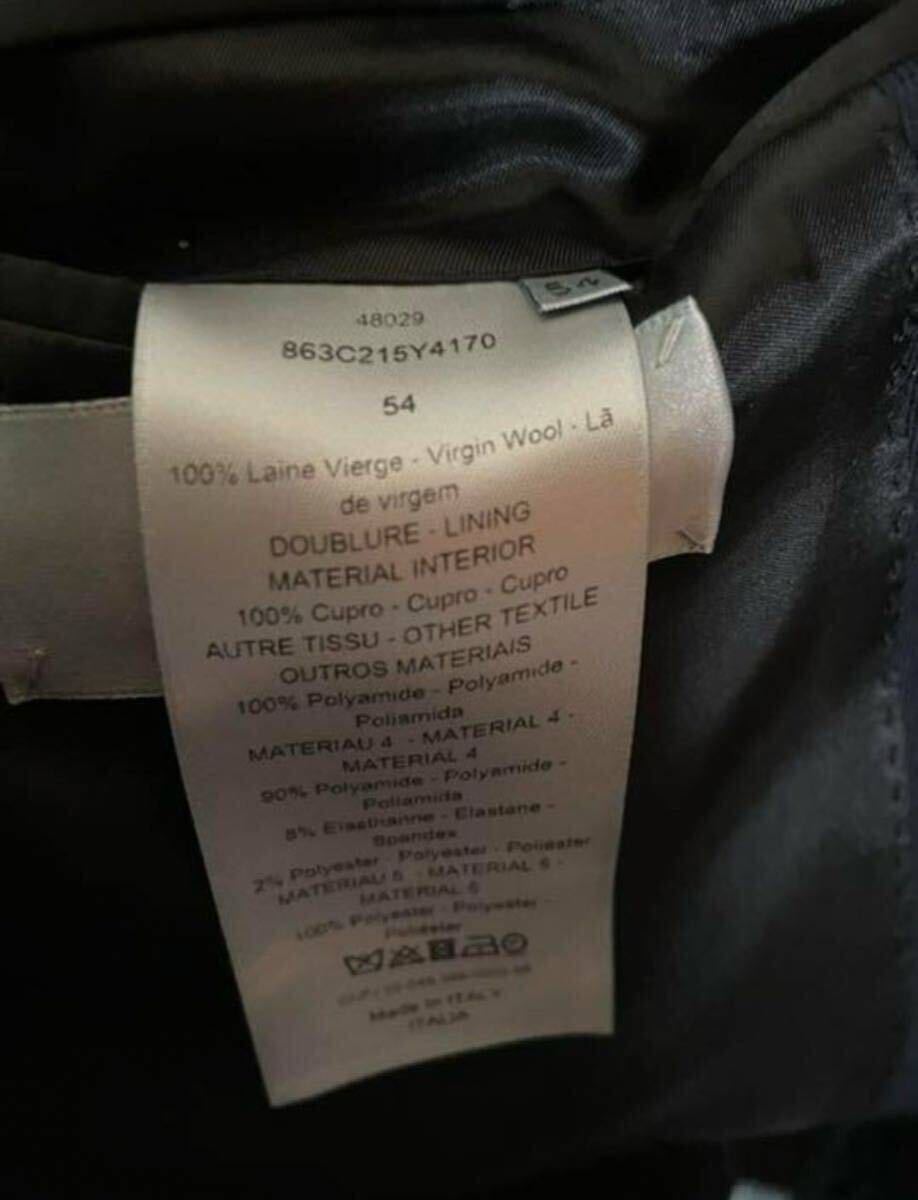 54
48029
863C215Y4170
54
100% Laine Vierge - Virgin Wool - Lã
de virgem
DOUBLURE - LINING
MATERIAL INTERIOR
100% Cupro - Cupro - Cupro
AUTRE TISSU - OTHER TEXTILE
OUTROS MATERIAIS
100% Polyamide - Polyamide -
Poliamida
MATERIAU 4 - MATERIAL 4 -
MATERIAL 4
90% Polyamide - Polyamide -
Poliamida
8% Elasthanne - Elastane -
Spandex
2% Polyester - Polyester - Poliéster
MATERIAU 5 - MATERIAL 5 -
MATERIAL 5
100% Polyester - Polyester -
Poliéster
Made in ITALY
ITALIA